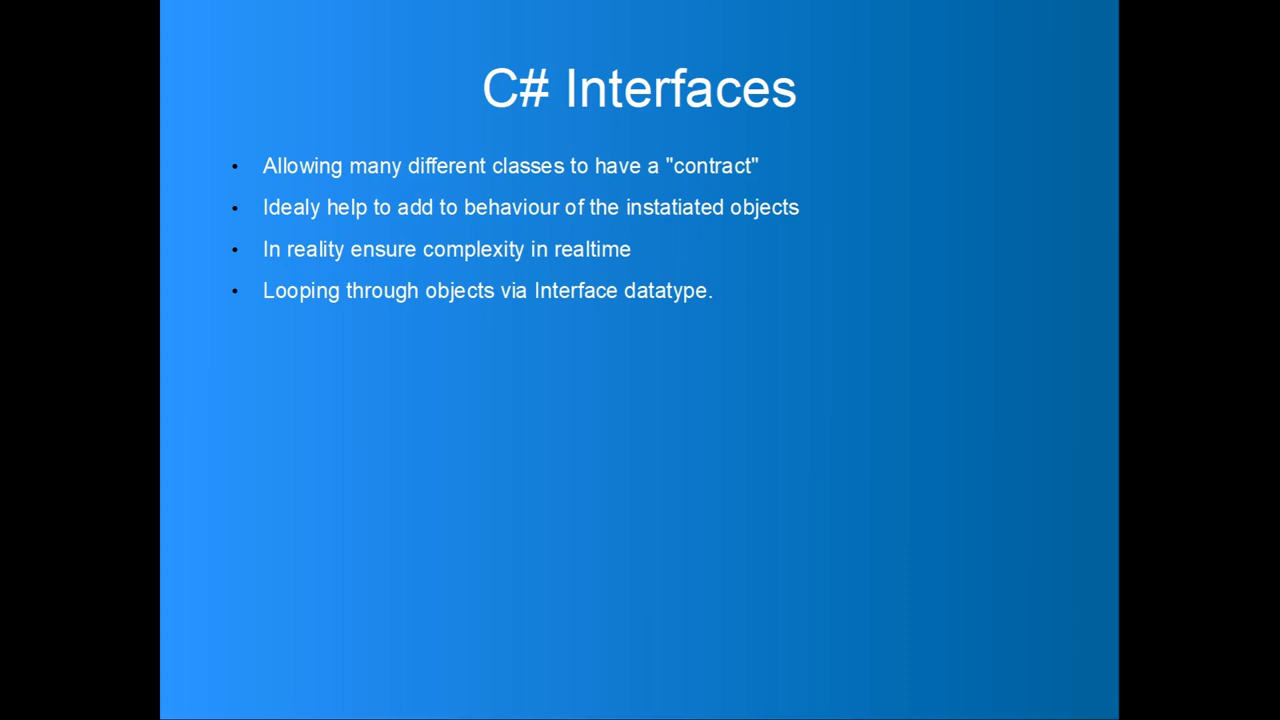 C# Interfaces
• Allowing many different classes to have a "contract"
• Idealy help to add to behaviour of the instatiated objects
• In reality ensure complexity in realtime
• Looping through objects via Interface datatype.